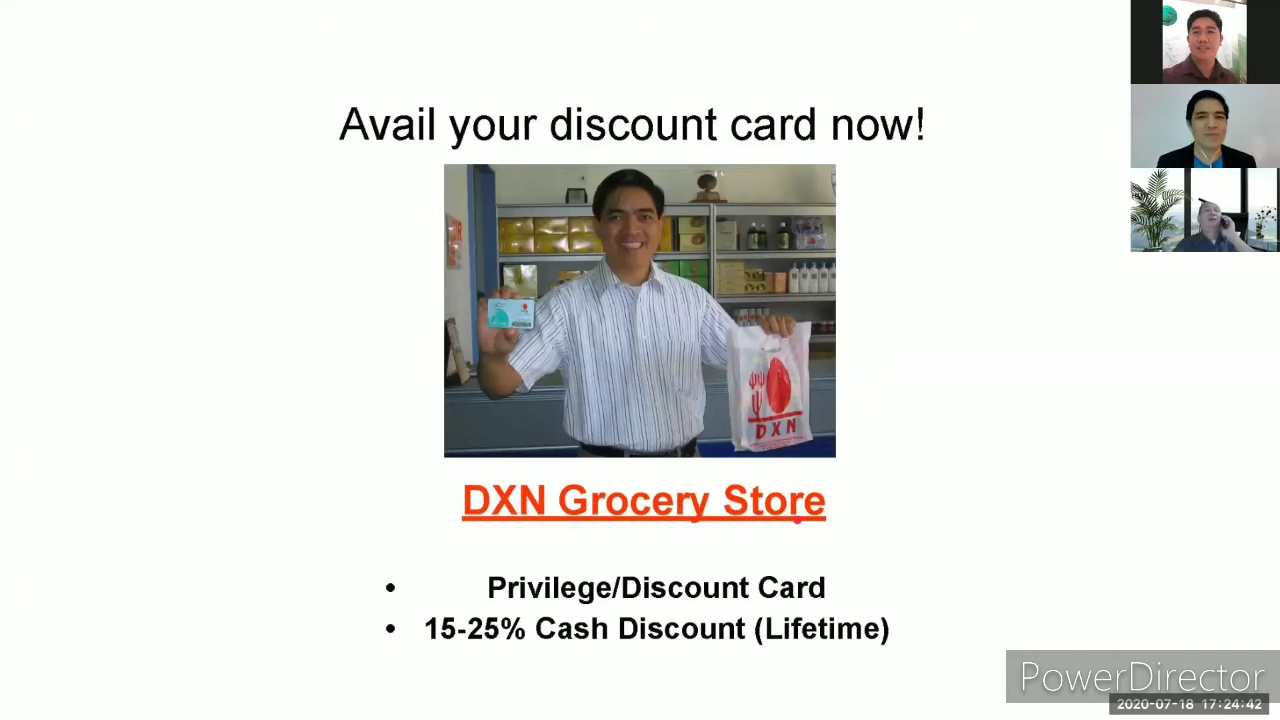 Avail your discount card now!
DXN
DXN Grocery Store
• Privilege/Discount Card
• 15-25% Cash Discount (Lifetime)
PowerDirector
2020-07-18 17:24:42